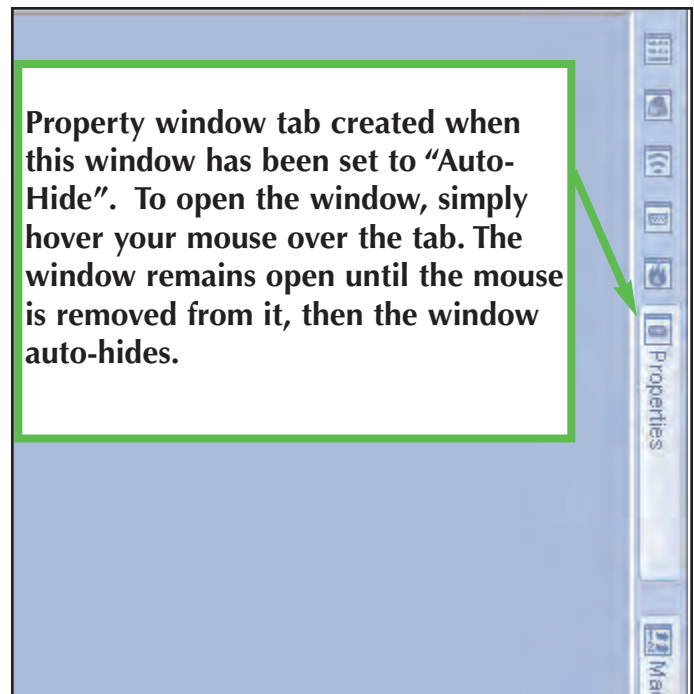 Property window tab created when
this window has been set to “Auto-
Hide”.  To open the window, simply
hover your mouse over the tab. The
window remains open until the mouse
is removed from it, then the window
auto-hides.
Properties
Ma